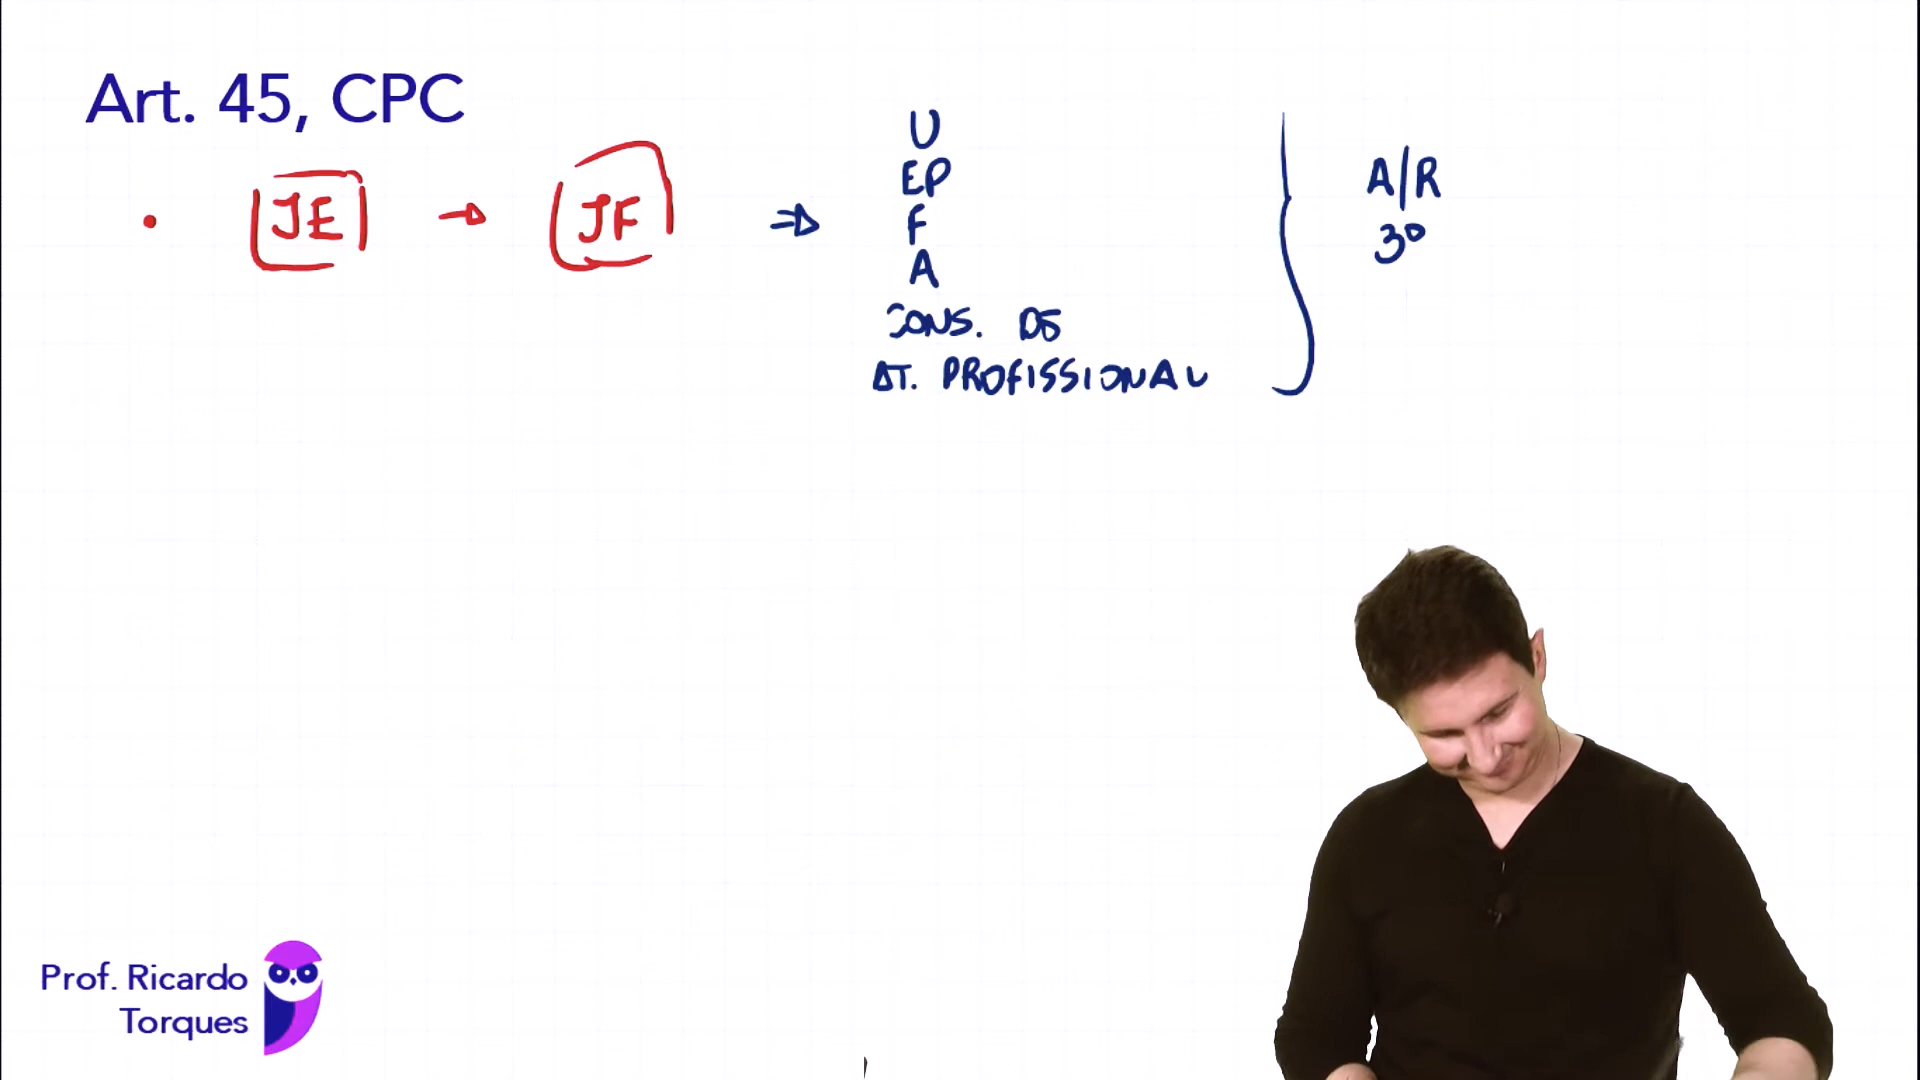 Art. 45, CPC
• JE → JF ⇒
U
EP
F
A
CONS. DE
AT. PROFISSIONAL
A/R
3º
Prof. Ricardo
Torques